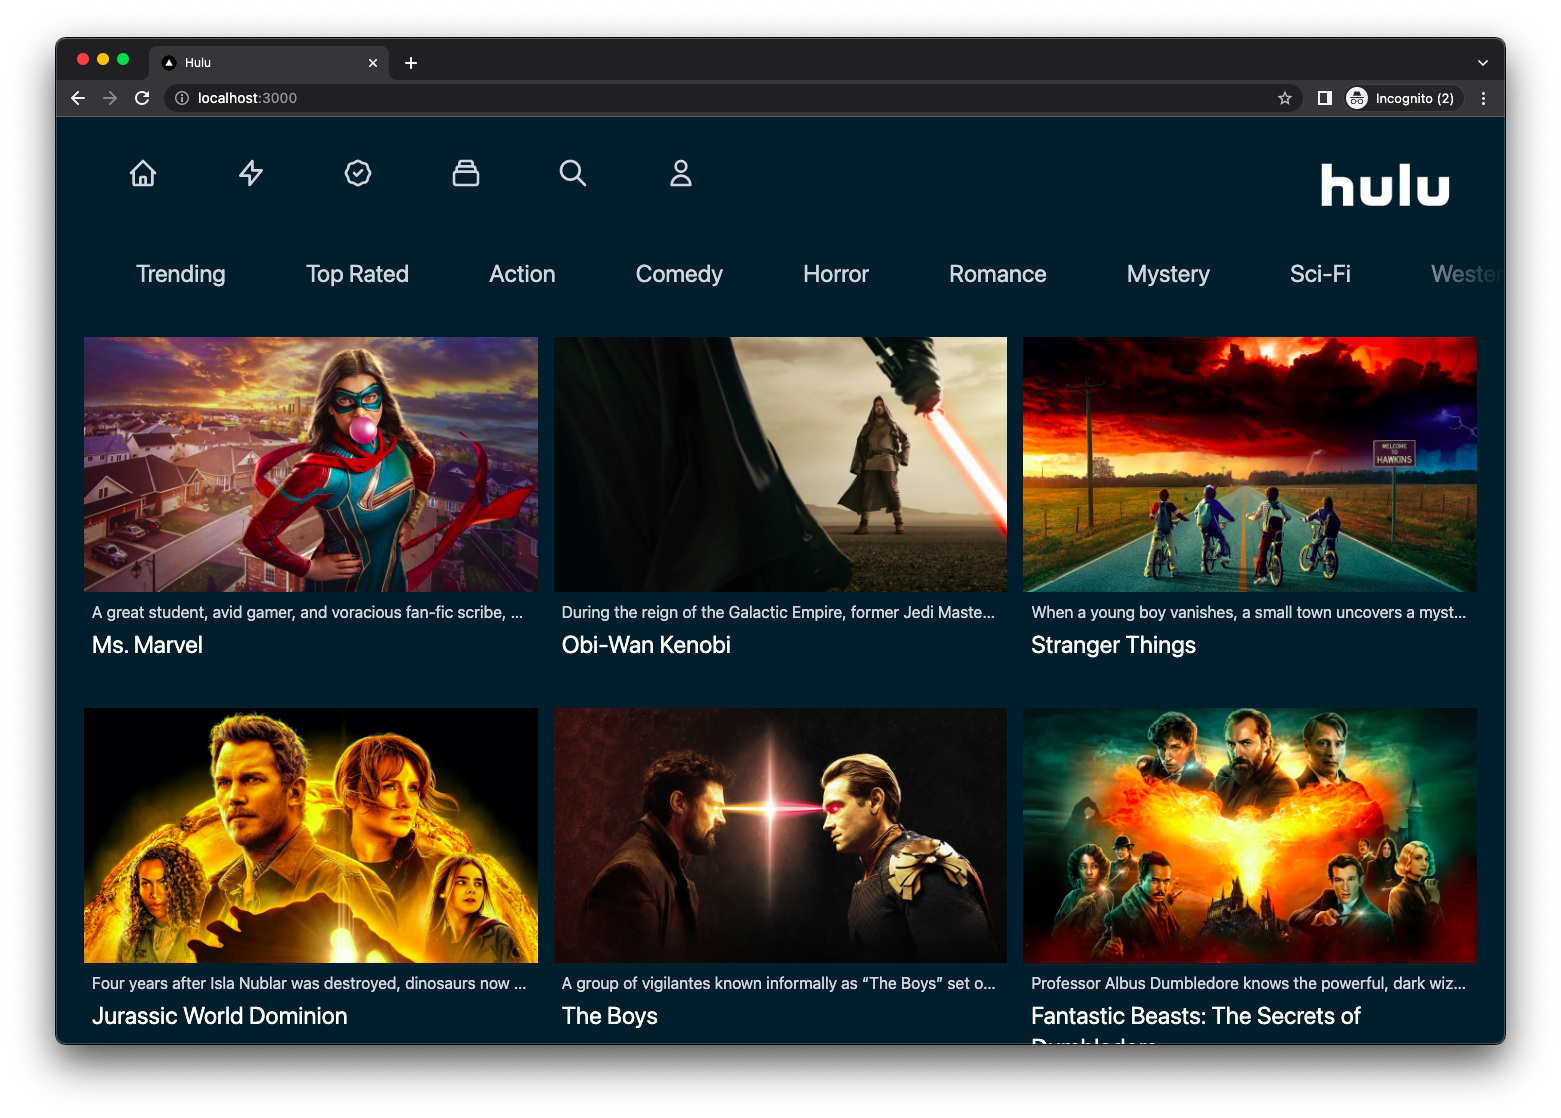 Hulu
localhost:3000
Incognito (2)
hulu
Trending Top Rated Action Comedy Horror Romance Mystery Sci-Fi Wester
WELCOME
TO
HAWKINS
A great student, avid gamer, and voracious fan-fic scribe, ...
Ms. Marvel
During the reign of the Galactic Empire, former Jedi Maste...
Obi-Wan Kenobi
When a young boy vanishes, a small town uncovers a myst...
Stranger Things
Four years after Isla Nublar was destroyed, dinosaurs now ...
Jurassic World Dominion
A group of vigilantes known informally as “The Boys” set o...
The Boys
Professor Albus Dumbledore knows the powerful, dark wiz...
Fantastic Beasts: The Secrets of